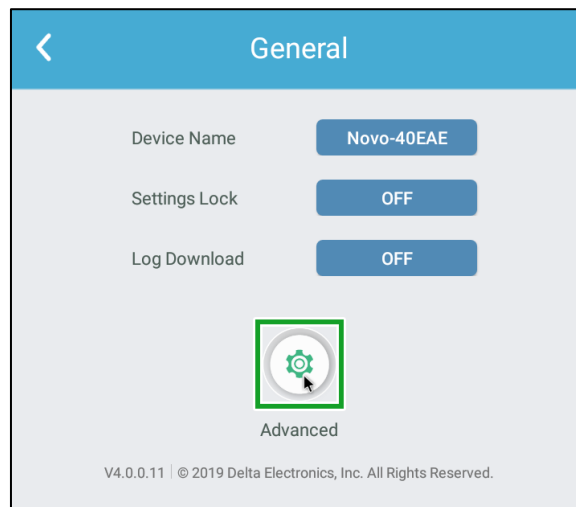 General
Device Name Novo-40EAE
Settings Lock OFF
Log Download OFF
Advanced
V4.0.0.11 | © 2019 Delta Electronics, Inc. All Rights Reserved.